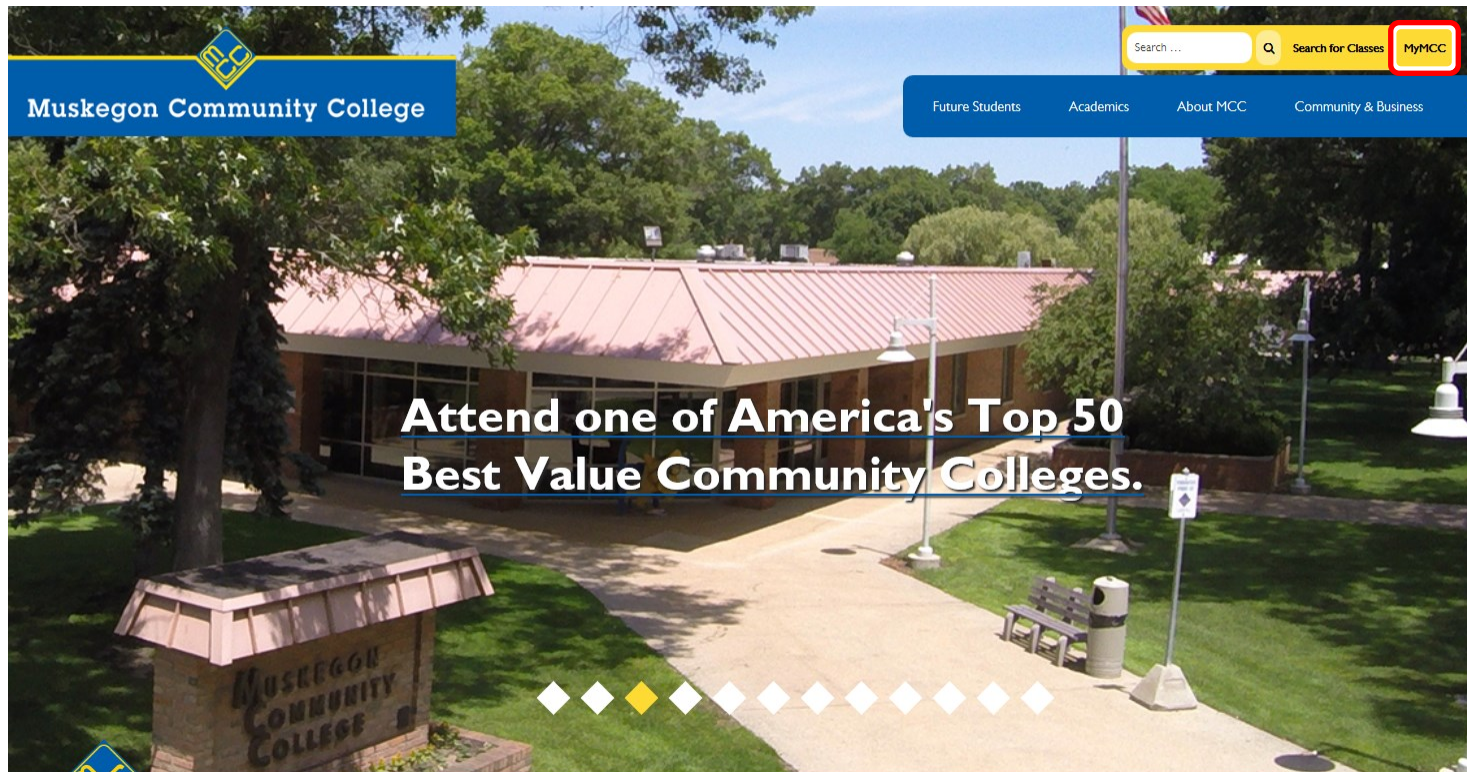 MCC
Muskegon Community College
Search ...
Search for Classes
MyMCC
Future Students
Academics
About MCC
Community & Business
Attend one of America's Top 50
Best Value Community Colleges.
MUSKEGON
COMMUNITY
COLLEGE